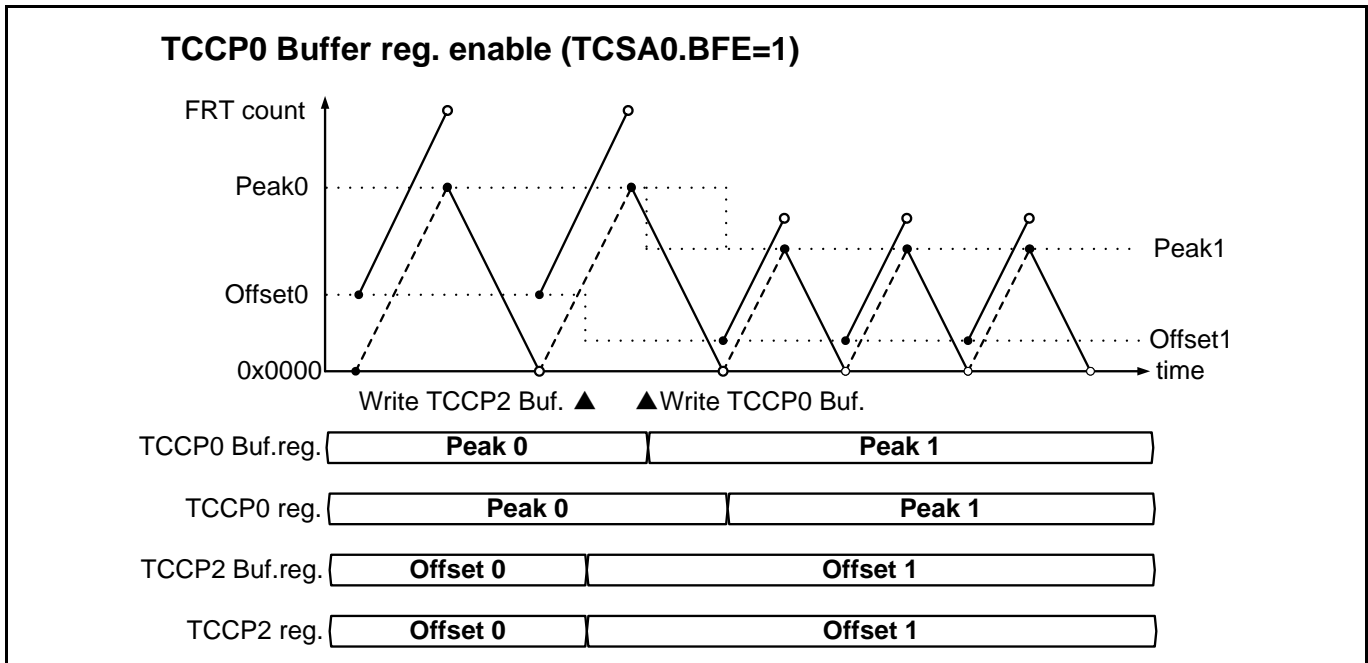 TCCP0 Buffer reg. enable (TCSA0.BFE=1)
FRT count
Peak0
Peak1
Offset0
Offset1
0x0000
time
Write TCCP2 Buf. ▲ ▲Write TCCP0 Buf.
TCCP0 Buf.reg. Peak 0 Peak 1
TCCP0 reg. Peak 0 Peak 1
TCCP2 Buf.reg. Offset 0 Offset 1
TCCP2 reg. Offset 0 Offset 1